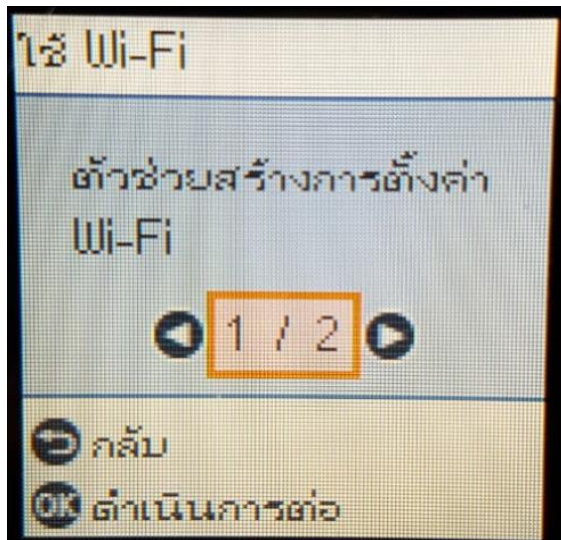 ใช้ Wi-Fi
ตัวช่วยสร้างการตั้งค่า
Wi-Fi
1 / 2
กลับ
OK ดำเนินการต่อ